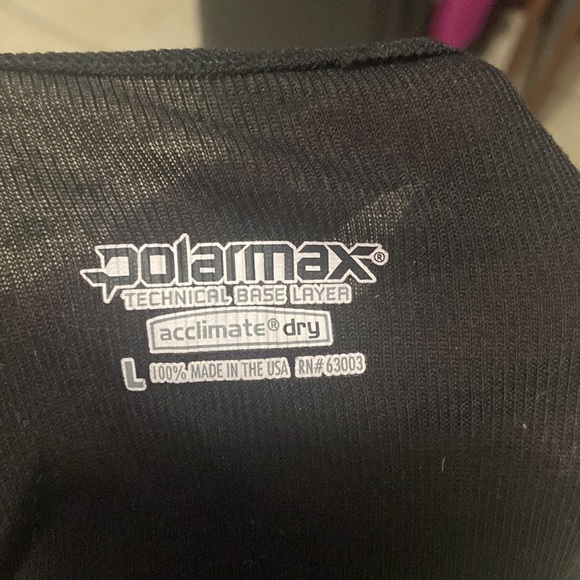 polarmax®
TECHNICAL BASE LAYER
acclimate® dry
L 100% MADE IN THE USA RN# 63003